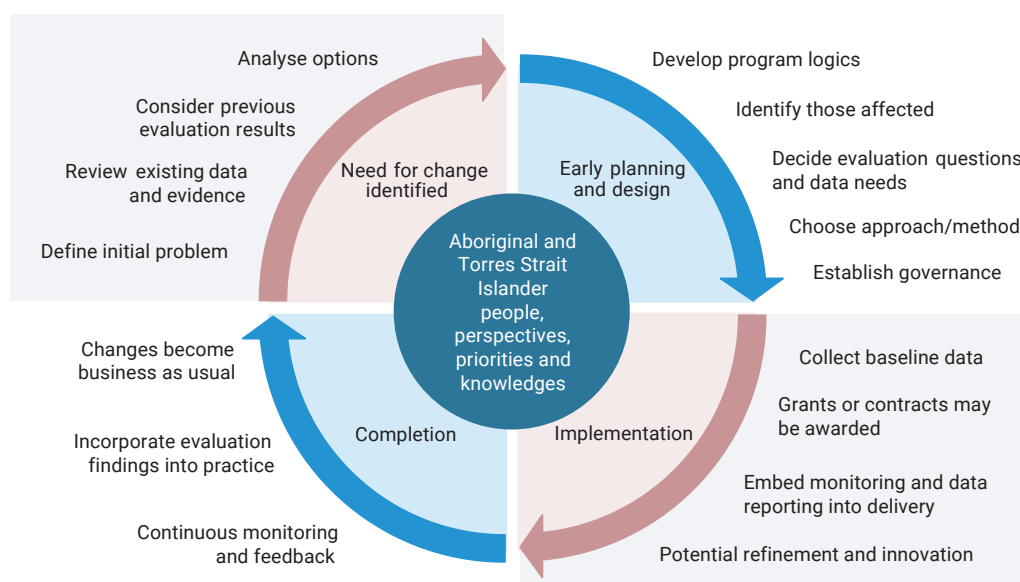 Analyse options
Consider previous
evaluation results
Review existing data
and evidence
Define initial problem
Need for change
identified
Develop program logics
Identify those affected
Decide evaluation questions
and data needs
Choose approach/method
Establish governance
Early planning
and design
Aboriginal and
Torres Strait
Islander
people,
perspectives,
priorities and
knowledges
Collect baseline data
Grants or contracts may
be awarded
Embed monitoring and data
reporting into delivery
Potential refinement and innovation
Implementation
Completion
Changes become
business as usual
Incorporate evaluation
findings into practice
Continuous monitoring
and feedback